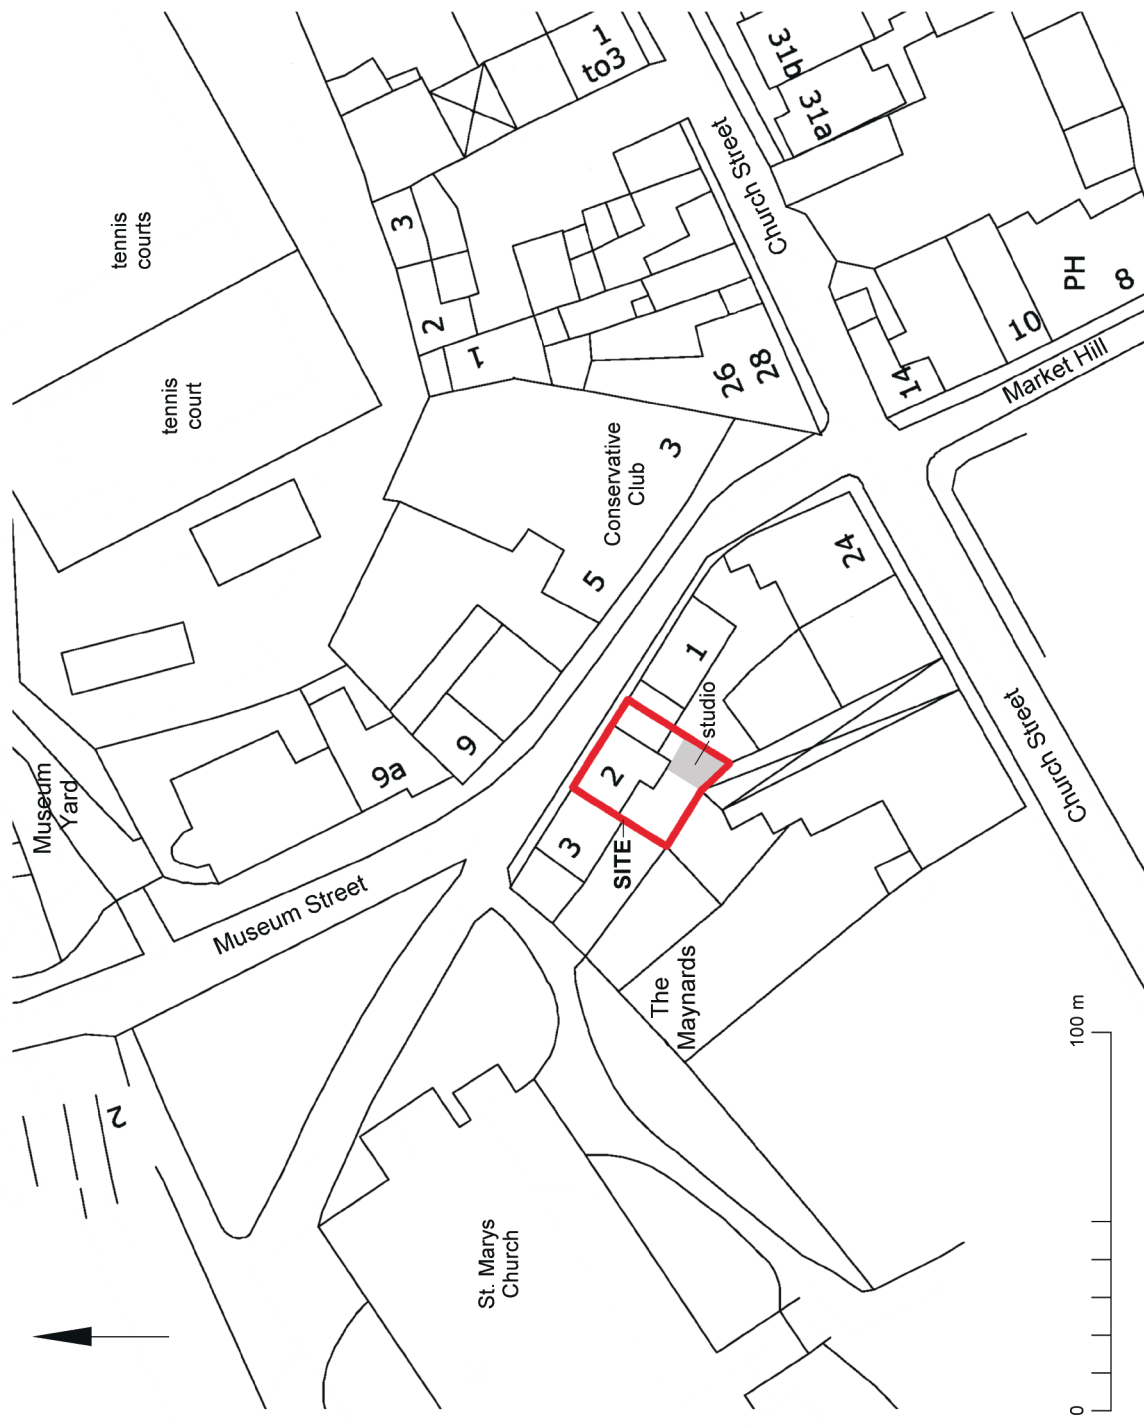 1
to3
31b
31a
tennis
courts
3
Church Street
PH
8
2
1
10
tennis
court
26
28
14
Market Hill
Conservative
Club
3
5
24
1
studio
9
9a
2
Museum
Yard
3
SITE
Church Street
Museum Street
The
Maynards
2
St. Marys
Church
0
100 m